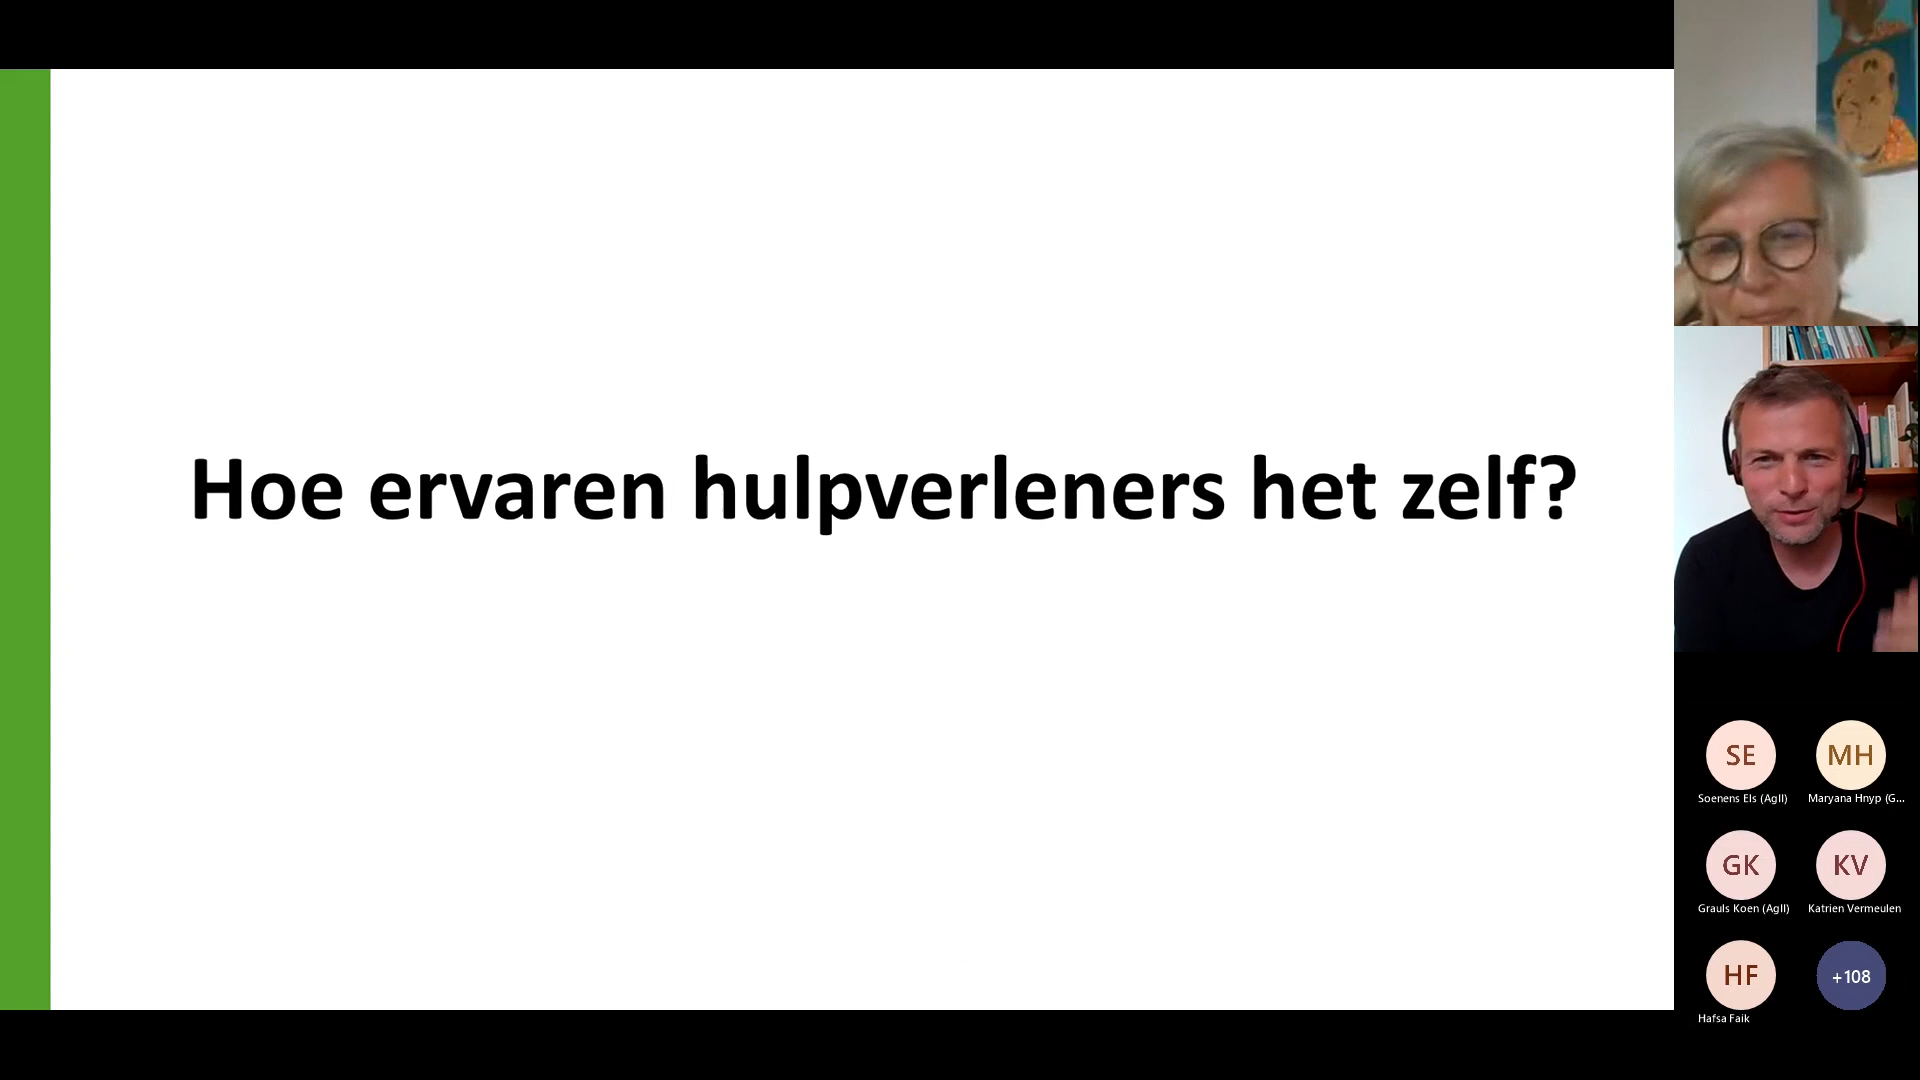 Hoe ervaren hulpverleners het zelf?
SE
MH
Soenens Els (AgII)
Maryana Hnyp (G...
GK
KV
Grauls Koen (AgII)
Katrien Vermeulen
HF
+108
Hafsa Faik